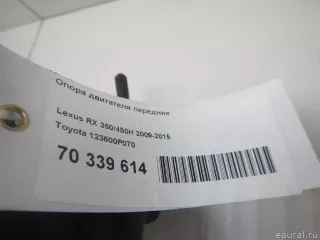 Опора двигателя передняя
Lexus RX 350/450H 2009-2015
Toyota 123600P070
70 339 614
eaural.ru